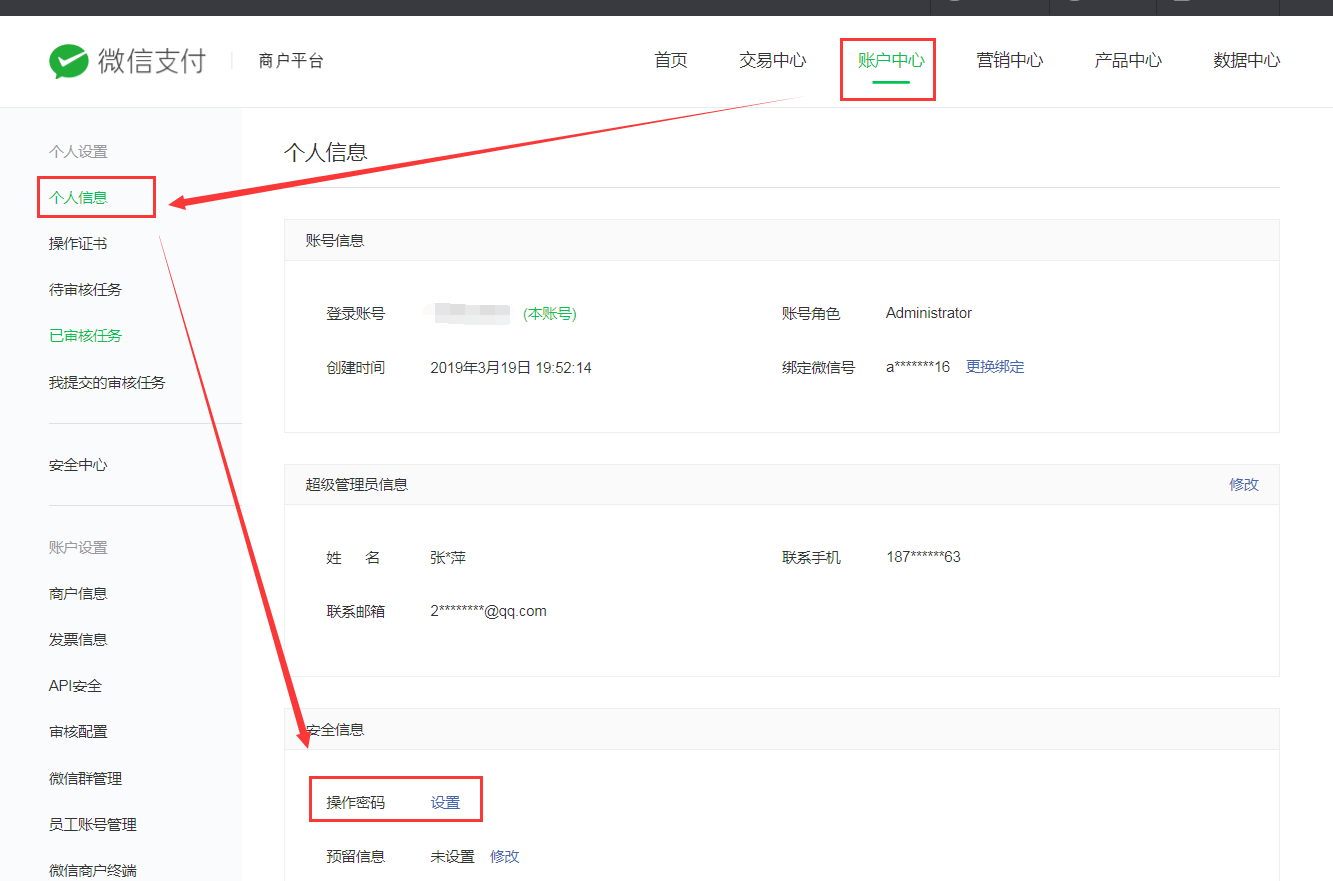 微信支付 商户平台 首页 交易中心 账户中心 营销中心 产品中心 数据中心
个人设置
个人信息
操作证书
待审核任务
已审核任务
我提交的审核任务
安全中心
账户设置
商户信息
发票信息
API安全
审核配置
微信群管理
员工账号管理
微信商户终端
个人信息
账号信息
登录账号 (本账号) 账号角色 Administrator
创建时间 2019年3月19日 19:52:14 绑定微信号 a*******16 更换绑定
超级管理员信息 修改
姓 名 张*萍 联系手机 187******63
联系邮箱 2********@qq.com
安全信息
操作密码 设置
预留信息 未设置 修改